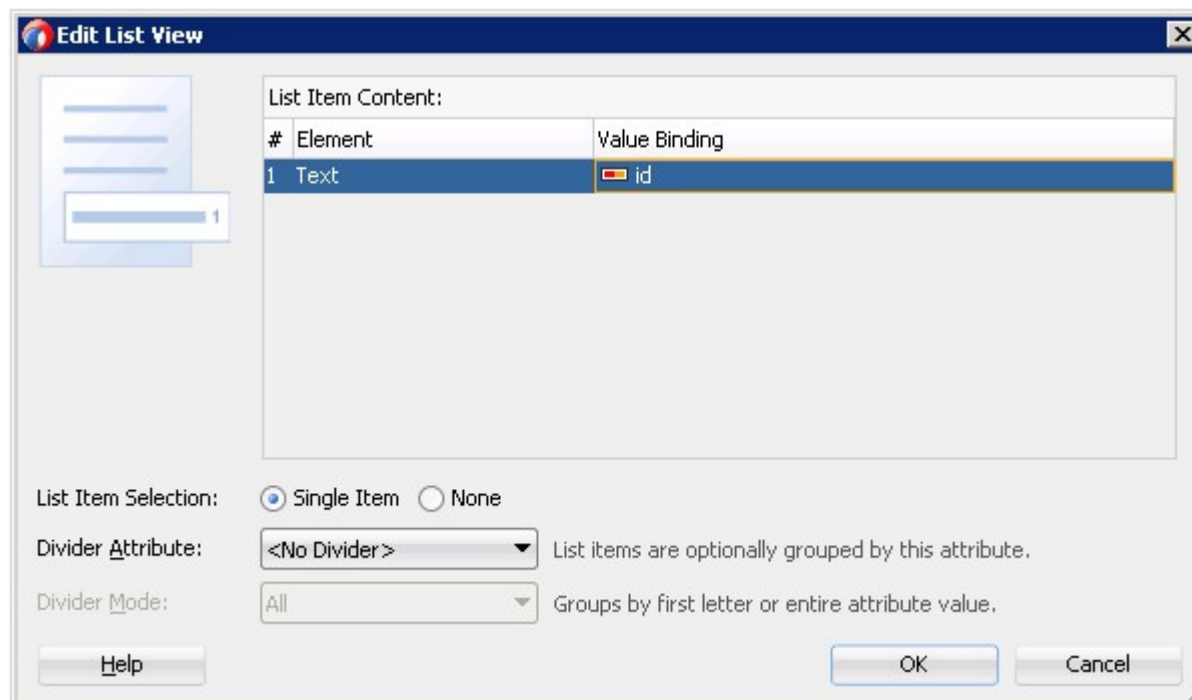 Edit List View
List Item Content:
# Element Value Binding
1 Text id
1
List Item Selection: Single Item None
Divider Attribute: <No Divider> List items are optionally grouped by this attribute.
Divider Mode: All Groups by first letter or entire attribute value.
Help OK Cancel